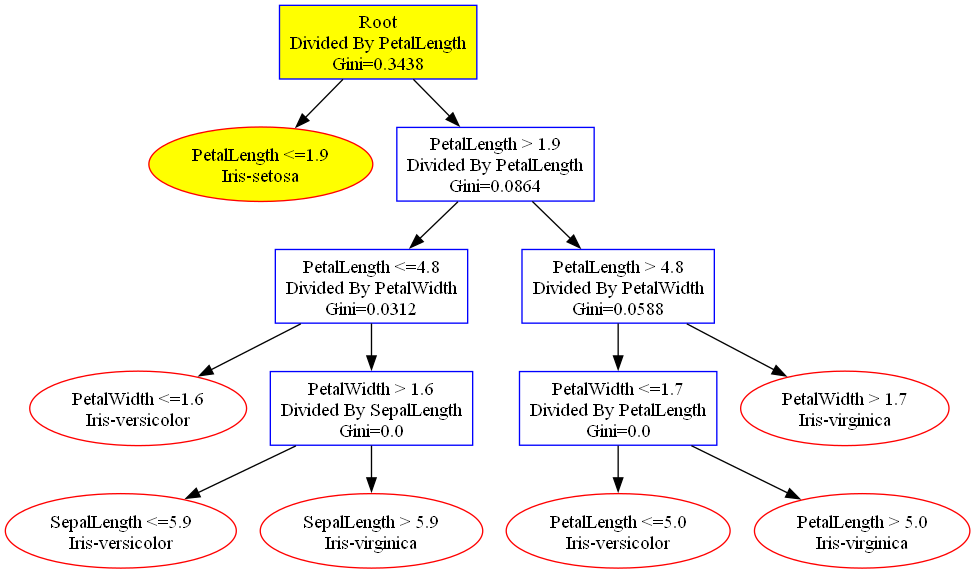 Root
Divided By PetalLength
Gini=0.3438
PetalLength <=1.9
Iris-setosa
PetalLength > 1.9
Divided By PetalLength
Gini=0.0864
PetalLength <=4.8
Divided By PetalWidth
Gini=0.0312
PetalLength > 4.8
Divided By PetalWidth
Gini=0.0588
PetalWidth <=1.6
Iris-versicolor
PetalWidth > 1.6
Divided By SepalLength
Gini=0.0
PetalWidth <=1.7
Divided By PetalLength
Gini=0.0
PetalWidth > 1.7
Iris-virginica
SepalLength <=5.9
Iris-versicolor
SepalLength > 5.9
Iris-virginica
PetalLength <=5.0
Iris-versicolor
PetalLength > 5.0
Iris-virginica